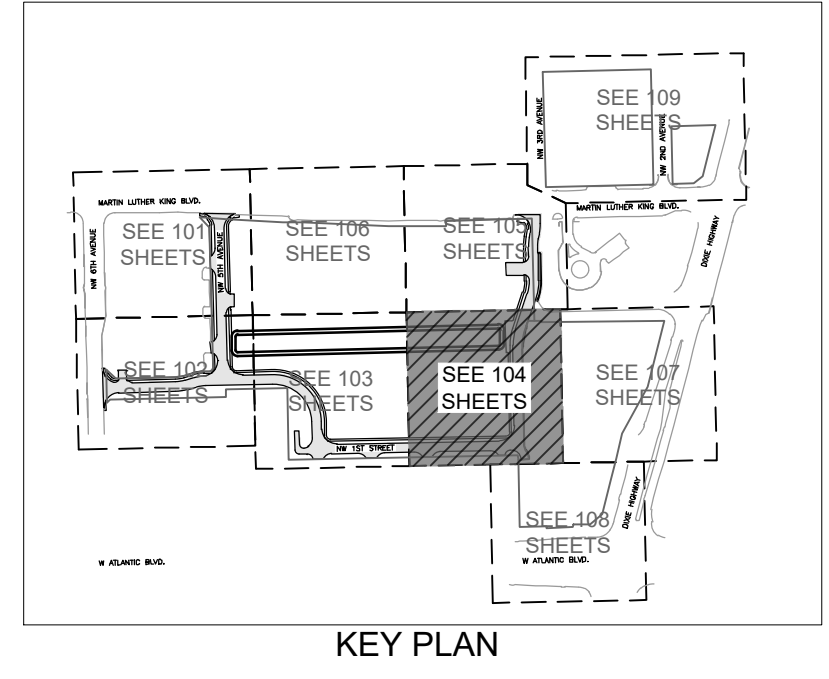 SEE 109
SHEETS
NW 3RD AVENUE
NW 2ND AVENUE
MARTIN LUTHER KING BLVD.
MARTIN LUTHER KING BLVD.
NW 6TH AVENUE
SEE 101
SHEETS
NW 5TH AVENUE
SEE 106
SHEETS
SEE 105
SHEETS
DIXIE HIGHWAY
SEE 102
SHEETS
SEE 103
SHEETS
SEE 104
SHEETS
SEE 107
SHEETS
NW 1ST STREET
DIXIE HIGHWAY
SEE 108
SHEETS
W ATLANTIC BLVD.
W ATLANTIC BLVD.
KEY PLAN